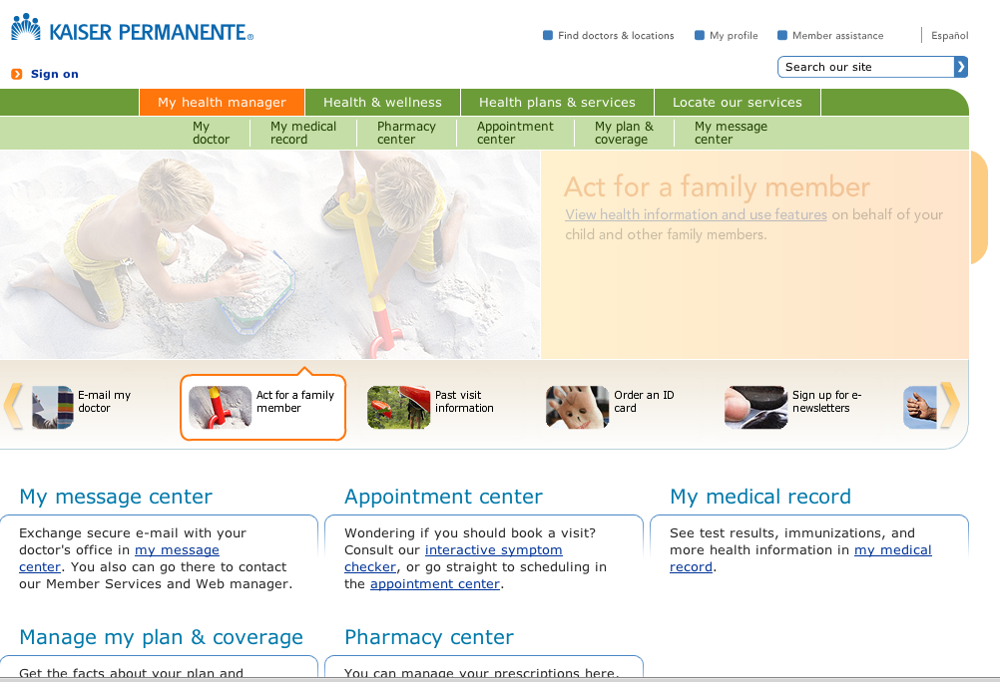 KAISER PERMANENTE®
Find doctors & locations
My profile
Member assistance
Español
Sign on
Search our site
My health manager
Health & wellness
Health plans & services
Locate our services
My
doctor
My medical
record
Pharmacy
center
Appointment
center
My plan &
coverage
My message
center
Act for a family member
View health information and use features on behalf of your
child and other family members.
E-mail my
doctor
Act for a family
member
Past visit
information
Order an ID
card
Sign up for e-
newsletters
My message center
Exchange secure e-mail with your
doctor's office in my message
center. You also can go there to contact
our Member Services and Web manager.
Appointment center
Wondering if you should book a visit?
Consult our interactive symptom
checker, or go straight to scheduling in
the appointment center.
My medical record
See test results, immunizations, and
more health information in my medical
record.
Manage my plan & coverage
Get the facts about your plan and
Pharmacy center
You can manage your prescriptions here.